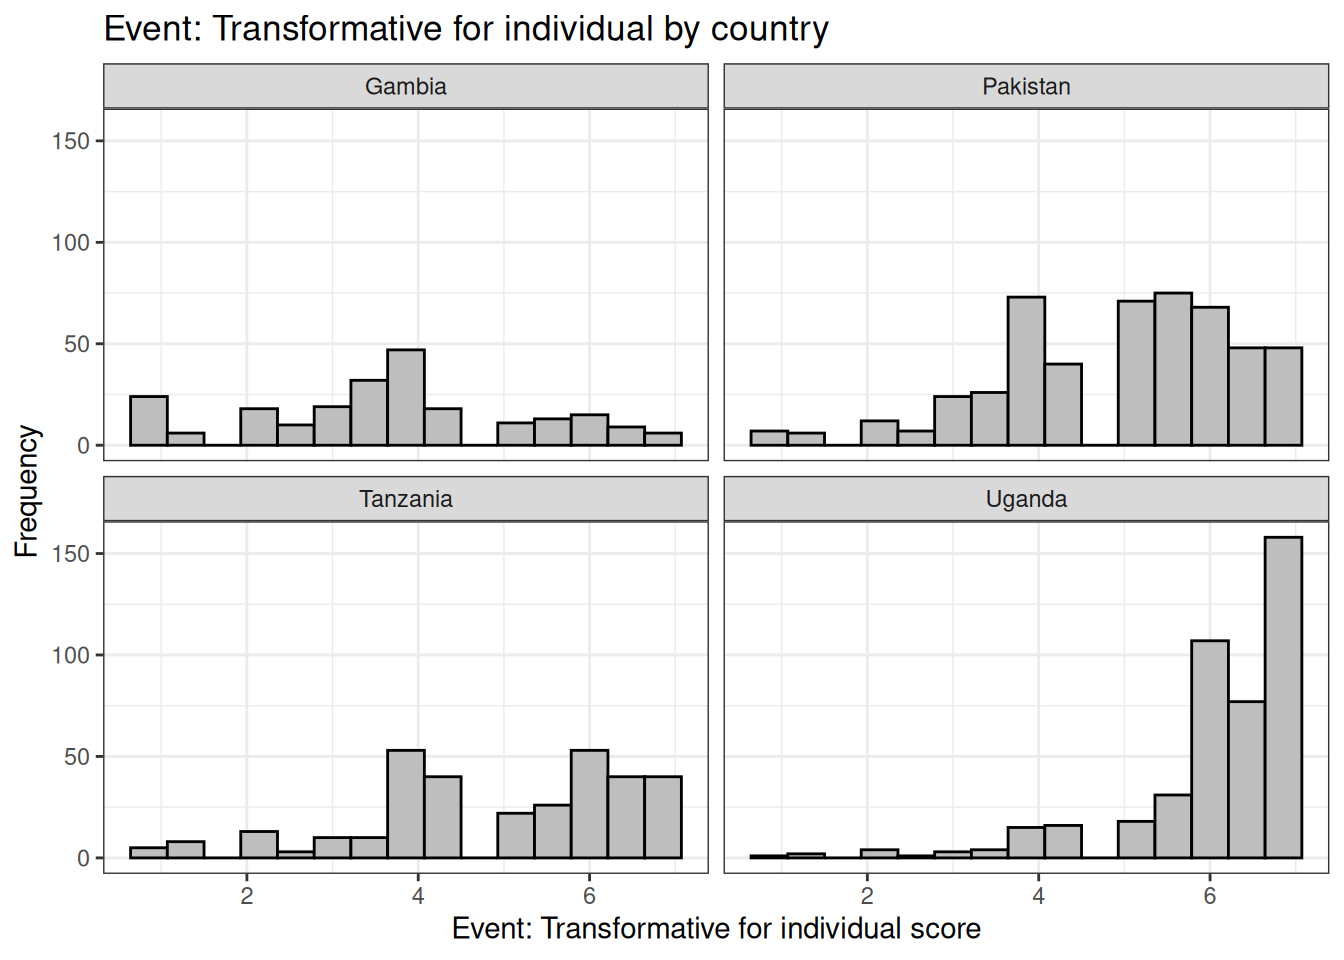 Event: Transformative for individual by country
Gambia
Pakistan
150
100
50
0
Frequency
Tanzania
Uganda
150
100
50
0
2
4
6
2
4
6
Event: Transformative for individual score